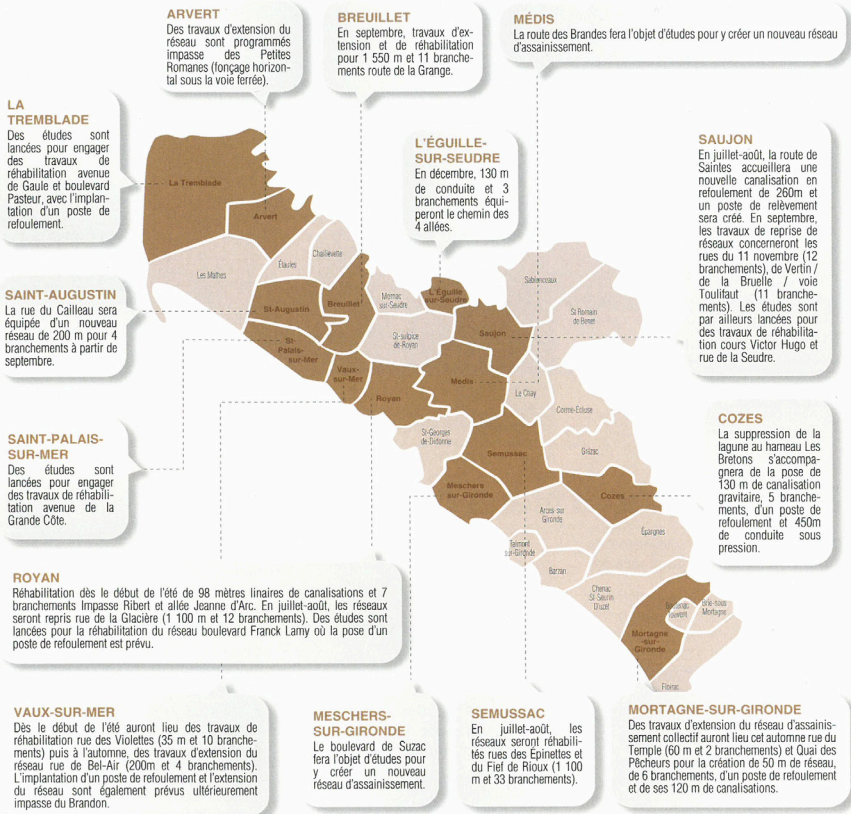 ARVERT
Des travaux d'extension du
réseau sont programmés
impasse des Petites
Romanes (fonçage horizon-
tal sous la voie ferrée).
BREUILLET
En septembre, travaux d'ex-
tension et de réhabilitation
pour 1 550 m et 11 branche-
ments route de la Grange.
MÉDIS
La route des Brandes fera l'objet d'études pour y créer un nouveau réseau
d'assainissement.
LA
TREMBLADE
Des études sont
lancées pour engager
des travaux de
réhabilitation avenue
de Gaule et boulevard
Pasteur, avec l'implan-
tation d'un poste de
refoulement.
L'ÉGUILLE-
SUR-SEUDRE
En décembre, 130 m
de conduite et 3
branchements équi-
peront le chemin des
4 allées.
SAUJON
En juillet-août, la route de
Saintes accueillera une
nouvelle canalisation en
refoulement de 260m et
un poste de relèvement
sera créé. En septembre,
les travaux de reprise de
réseaux concerneront les
rues du 11 novembre (12
branchements), de Vertin /
de la Bruelle / voie
Toulifaut (11 branche-
ments). Les études sont
par ailleurs lancées pour
des travaux de réhabilita-
tion cours Victor Hugo et
rue de la Seudre.
SAINT-AUGUSTIN
La rue du Cailleau sera
équipée d'un nouveau
réseau de 200 m pour 4
branchements à partir de
septembre.
SAINT-PALAIS-
SUR-MER
Des études sont
lancées pour engager
des travaux de réhabili-
tation avenue de la
Grande Côte.
COZES
La suppression de la
lagune au hameau Les
Bretons s'accompa-
gnera de la pose de
130 m de canalisation
gravitaire, 5 branche-
ments, d'un poste de
refoulement et 450m
de conduite sous
pression.
La Tremblade
Arvert
Les Mathes
Étaules
Chaillevette
St-Augustin
Breuillet
Mornac
sur-Seudre
L'Éguille
sur-Seudre
Sablonceaux
St Romain
de Benet
St-
Palais-
sur-Mer
St-sulpice
de-Royan
Saujon
Vaux-
sur-Mer
Royan
Médis
Le Chay
Corme-Ecluse
St-Georges
de-Didonne
Semussac
Grézac
Meschers
sur-Gironde
Cozes
Arces-sur
Gironde
Talmont
sur-Gironde
Épargnes
Barzan
Chenac
St-Seurin
D'uzet
Brie-sous
Mortagne
Mortagne
-sur-
Gironde
Floirac
ROYAN
Réhabilitation dès le début de l'été de 98 mètres linaires de canalisations et 7
branchements Impasse Ribert et allée Jeanne d'Arc. En juillet-août, les réseaux
seront repris rue de la Glacière (1 100 m et 12 branchements). Des études sont
lancées pour la réhabilitation du réseau boulevard Franck Lamy où la pose d'un
poste de refoulement est prévu.
VAUX-SUR-MER
Dès le début de l'été auront lieu des travaux de
réhabilitation rue des Violettes (35 m et 10 branche-
ments) puis à l'automne, des travaux d'extension du
réseau rue de Bel-Air (200m et 4 branchements).
L'implantation d'un poste de refoulement et l'extension
du réseau sont également prévus ultérieurement
impasse du Brandon.
MESCHERS-
SUR-GIRONDE
Le boulevard de Suzac
fera l'objet d'études pour
y créer un nouveau
réseau d'assainissement.
SEMUSSAC
En juillet-août, les
réseaux seront réhabili-
tés rues des Épinettes et
du Fief de Rioux (1 100
m et 33 branchements).
MORTAGNE-SUR-GIRONDE
Des travaux d'extension du réseau d'assainis-
sement collectif auront lieu cet automne rue du
Temple (60 m et 2 branchements) et Quai des
Pêcheurs pour la création de 50 m de réseau,
de 6 branchements, d'un poste de refoulement
et de ses 120 m de canalisations.